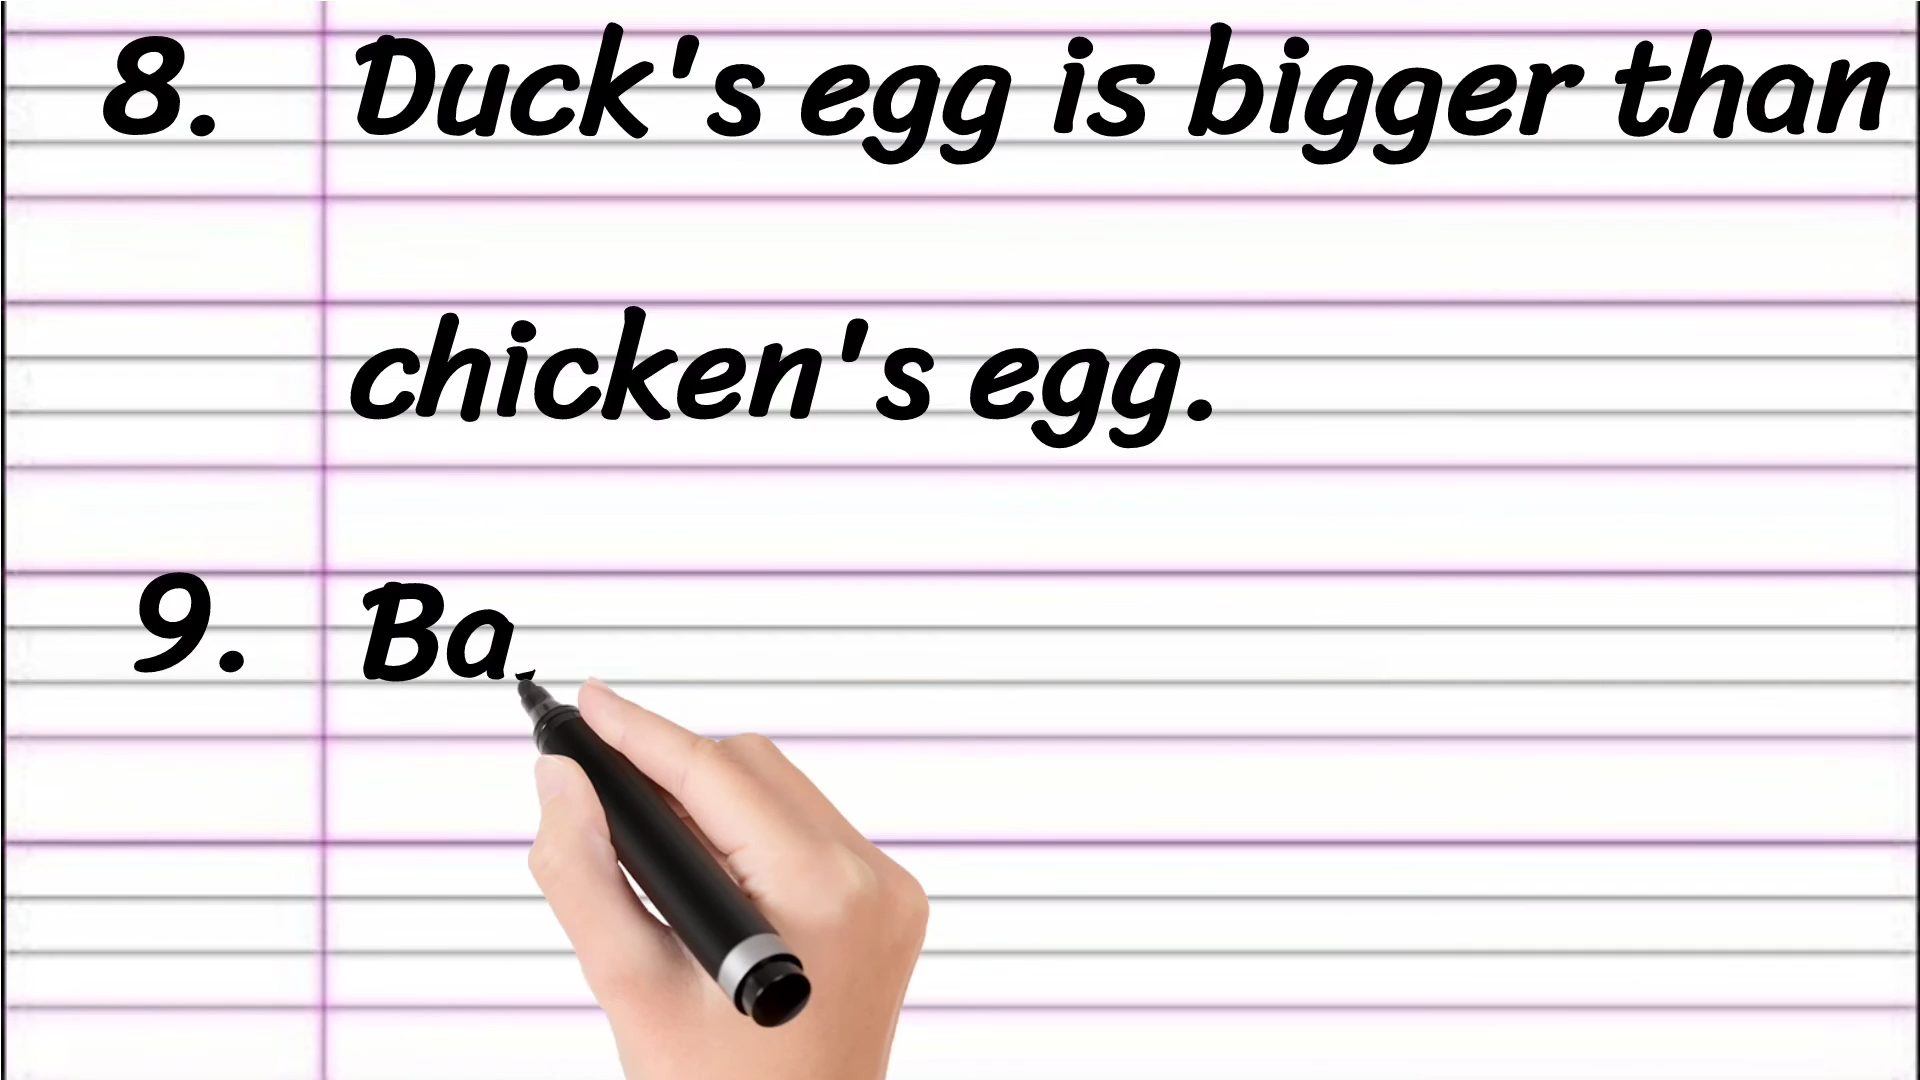 8. Duck's egg is bigger than
chicken's egg.
9. Ba